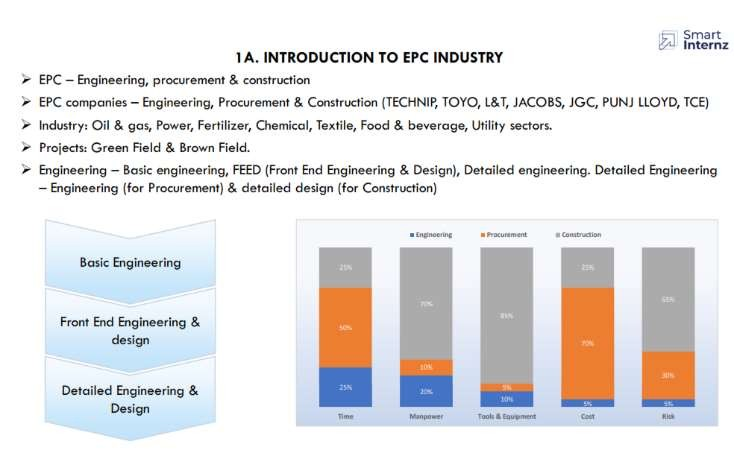 Smart
Internz
1A. INTRODUCTION TO EPC INDUSTRY
➢ EPC – Engineering, procurement & construction
➢ EPC companies – Engineering, Procurement & Construction (TECHNIP, TOYO, L&T, JACOBS, JGC, PUNJ LLOYD, TCE)
➢ Industry: Oil & gas, Power, Fertilizer, Chemical, Textile, Food & beverage, Utility sectors.
➢ Projects: Green Field & Brown Field.
➢ Engineering – Basic engineering, FEED (Front End Engineering & Design), Detailed engineering. Detailed Engineering
– Engineering (for Procurement) & detailed design (for Construction)
Basic Engineering
Front End Engineering &
design
Detailed Engineering &
Design
Engineering Procurement Construction
25% 70% 85% 25% 65%
50% 10% 5% 70% 30%
25% 20% 10% 5% 5%
Time Manpower Tools & Equipment Cost Risk